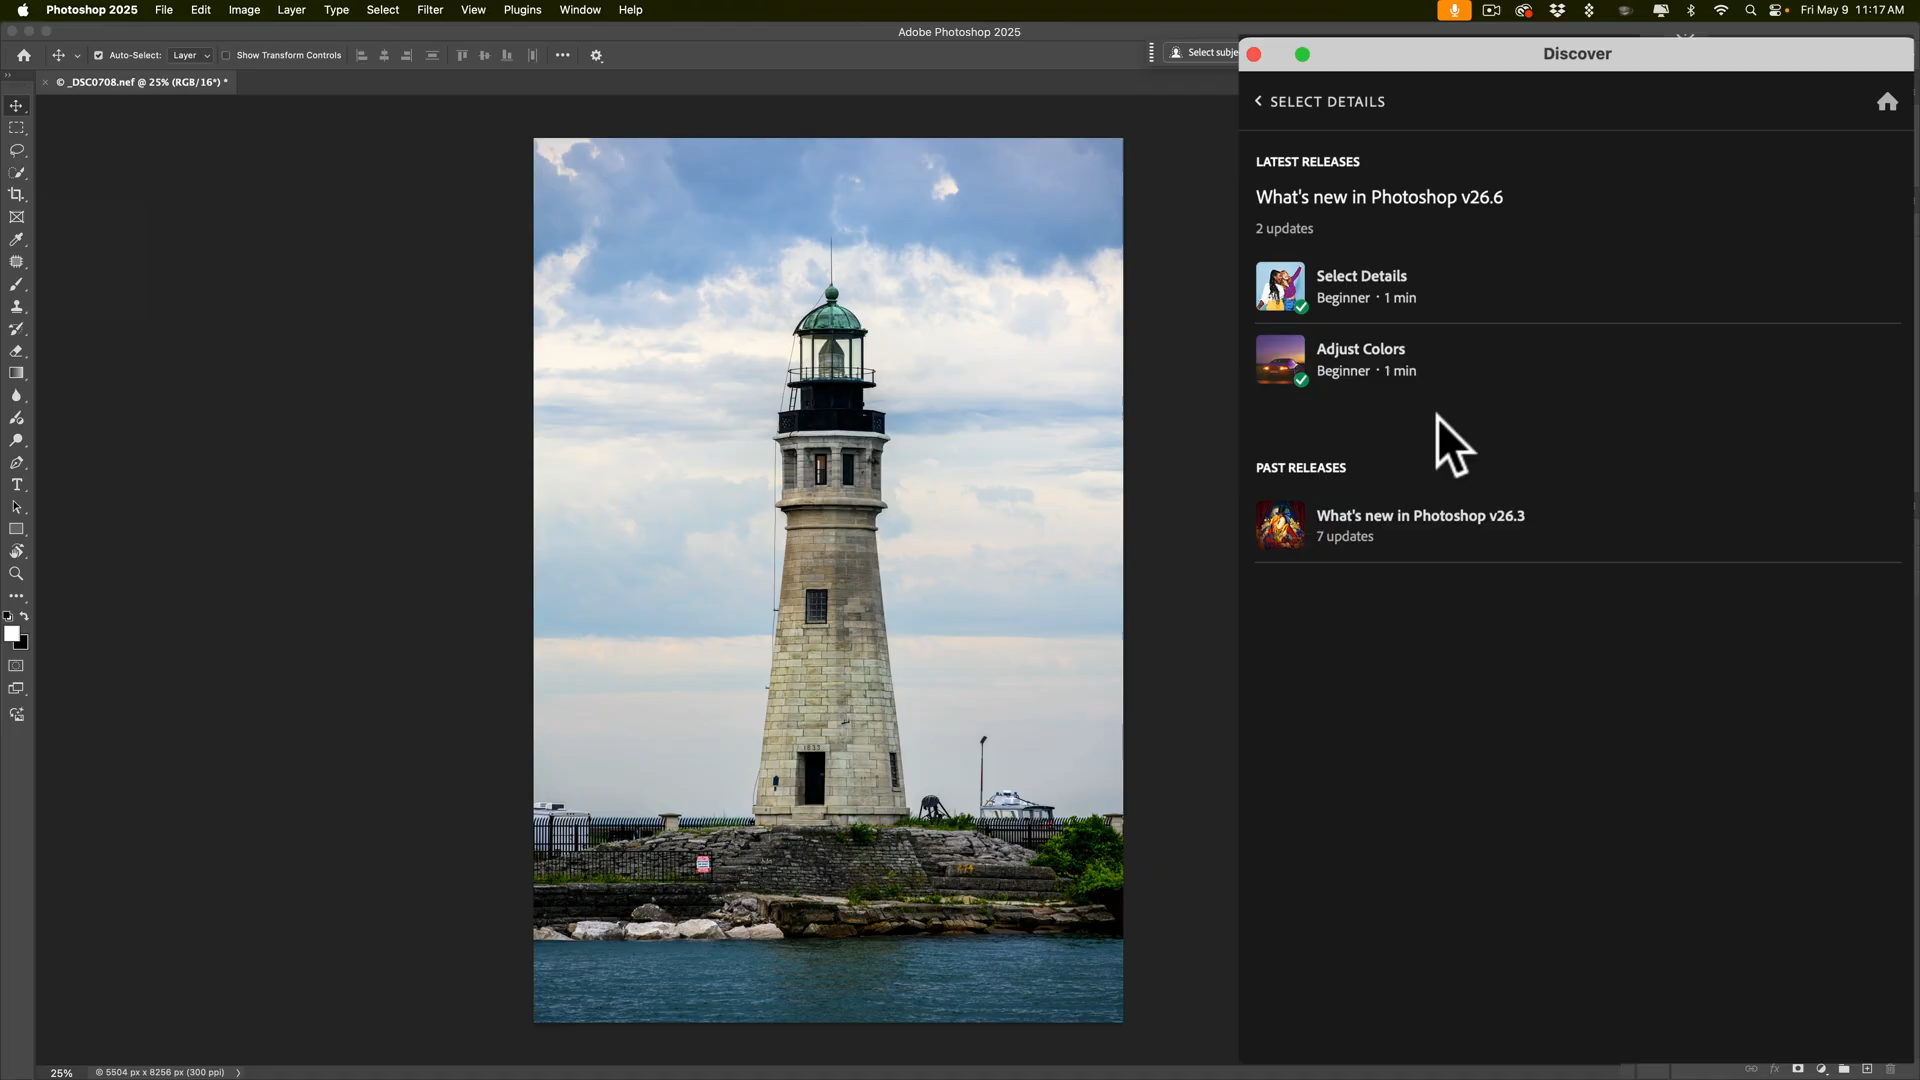 Photoshop 2025 File Edit Image Layer Type Select Filter View Plugins Window Help Fri May 9 11:17 AM
Adobe Photoshop 2025
Auto-Select: Layer Show Transform Controls Select subje
© _DSC0708.nef @ 25% (RGB/16*) *
Discover
SELECT DETAILS
LATEST RELEASES
What's new in Photoshop v26.6
2 updates
Select Details
Beginner · 1 min
Adjust Colors
Beginner · 1 min
PAST RELEASES
What's new in Photoshop v26.3
7 updates
1833
25% © 5504 px x 8256 px (300 ppi)